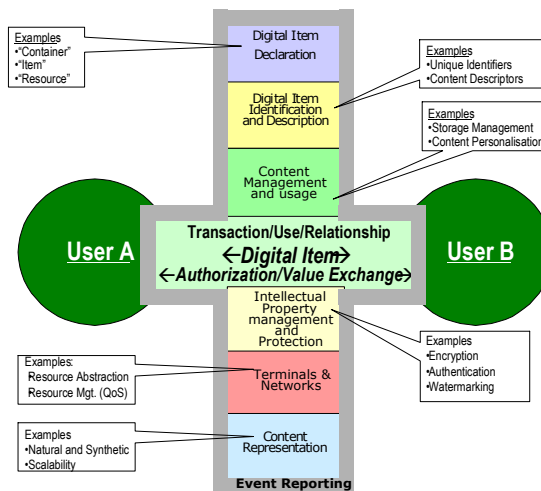 Examples
•“Container”
•“Item”
•“Resource”
Digital Item
Declaration
Examples
•Unique Identifiers
•Content Descriptors
Digital Item
Identification
and Description
Examples
•Storage Management
•Content Personalisation
Content
Management
and usage
User A
Transaction/Use/Relationship
←Digital Item→
←Authorization/Value Exchange→
User B
Intellectual
Property
management
and
Protection
Examples
•Encryption
•Authentication
•Watermarking
Examples:
Resource Abstraction
Resource Mgt. (QoS)
Terminals &
Networks
Examples
•Natural and Synthetic
•Scalability
Content
Representation
Event Reporting